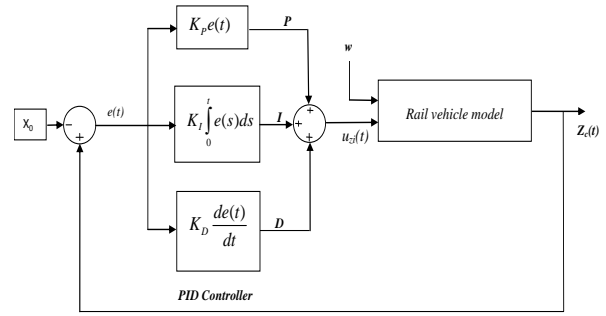 K_P e(t)
P
w
X_0
−
+
e(t)
K_I ∫_0^t e(s)ds
I
+
+
+
u_zi(t)
Rail vehicle model
Z_c(t)
K_D de(t)/dt
D
PID Controller